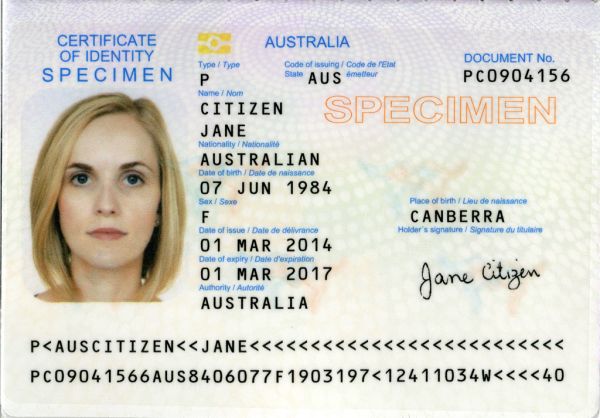 CERTIFICATE
OF IDENTITY
SPECIMEN
AUSTRALIA
Type / Type
P
Code of issuing / Code de l'Etat
State AUS émetteur
DOCUMENT No.
PC0904156
Name / Nom
CITIZEN
JANE
SPECIMEN
Nationality / Nationalité
AUSTRALIAN
Date of birth / Date de naissance
07 JUN 1984
Sex / Sexe
F
Place of birth / Lieu de naissance
CANBERRA
Date of issue / Date de délivrance
01 MAR 2014
Holder's signature / Signature du titulaire
Jane Citizen
Date of expiry / Date d'expiration
01 MAR 2017
Authority / Autorité
AUSTRALIA
P<AUSCITIZEN<<JANE<<<<<<<<<<<<<<<<<<<<<<<<<<
PC09041566AUS8406077F1903197<12411034W<<<<40